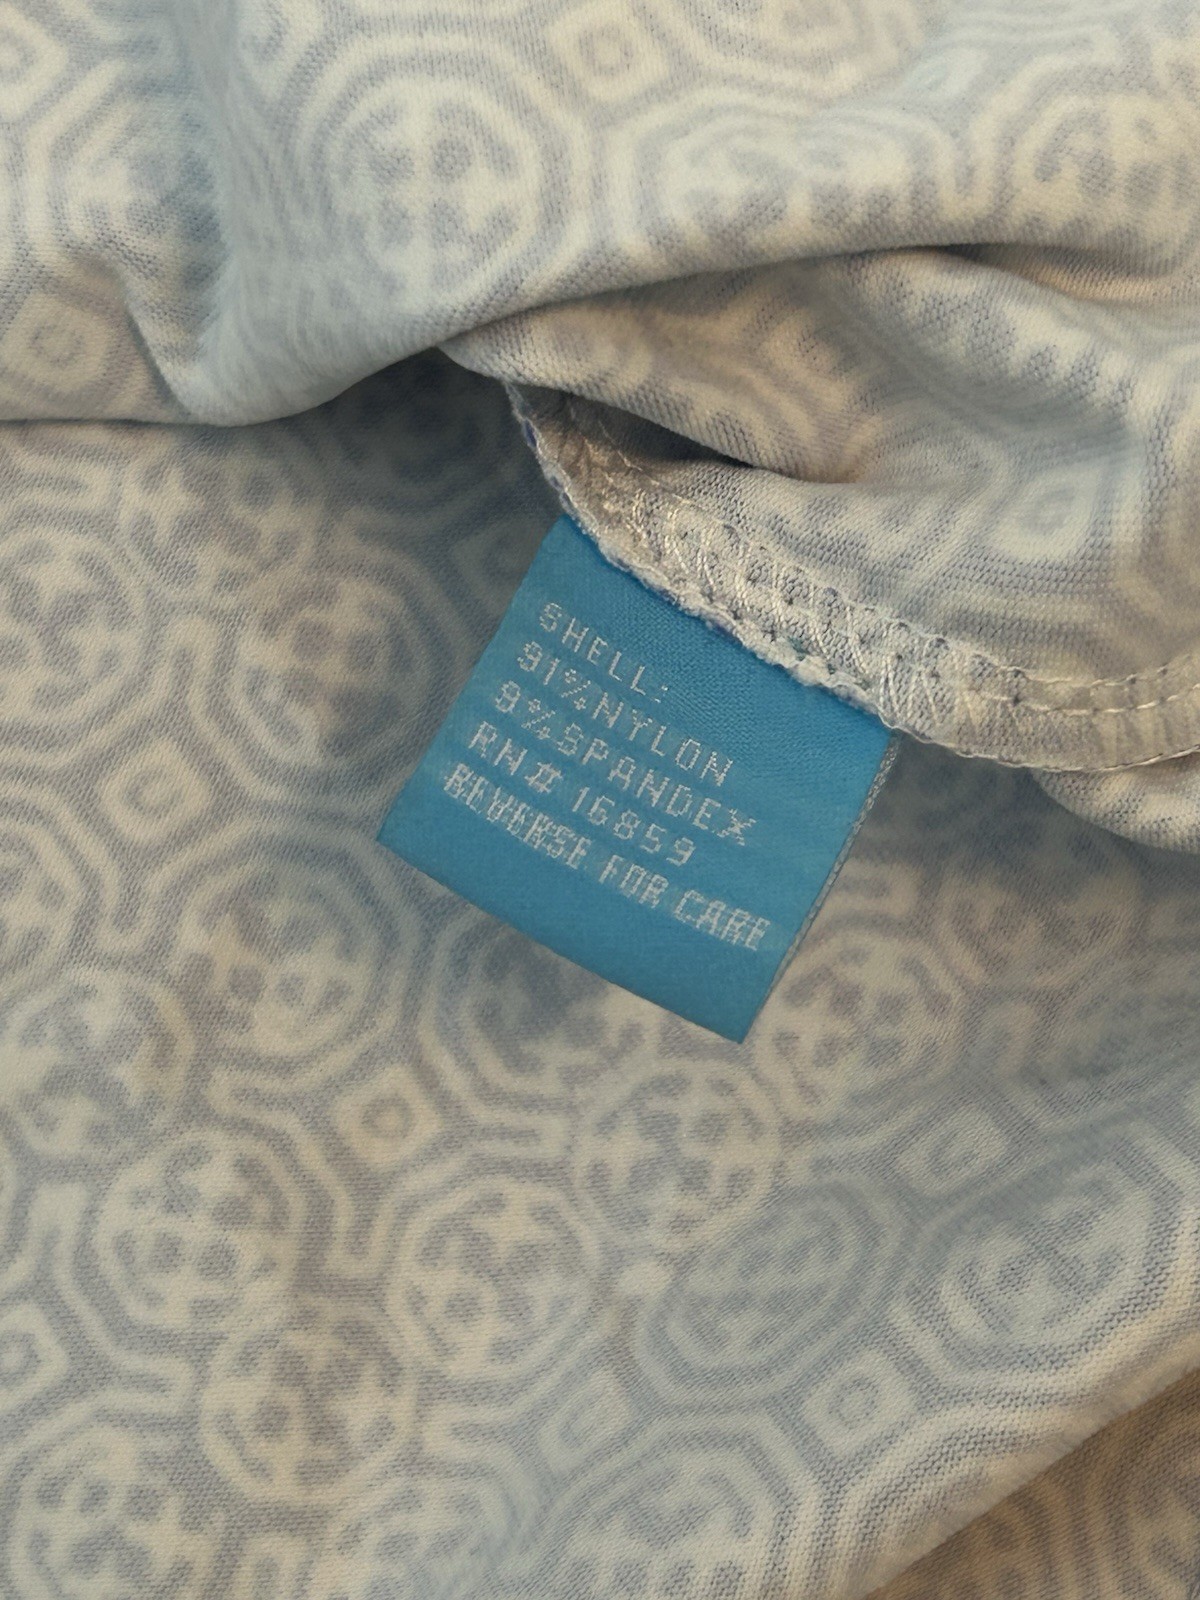 SHELL:
91%NYLON
9%SPANDEX
RN# 16859
REVERSE FOR CARE